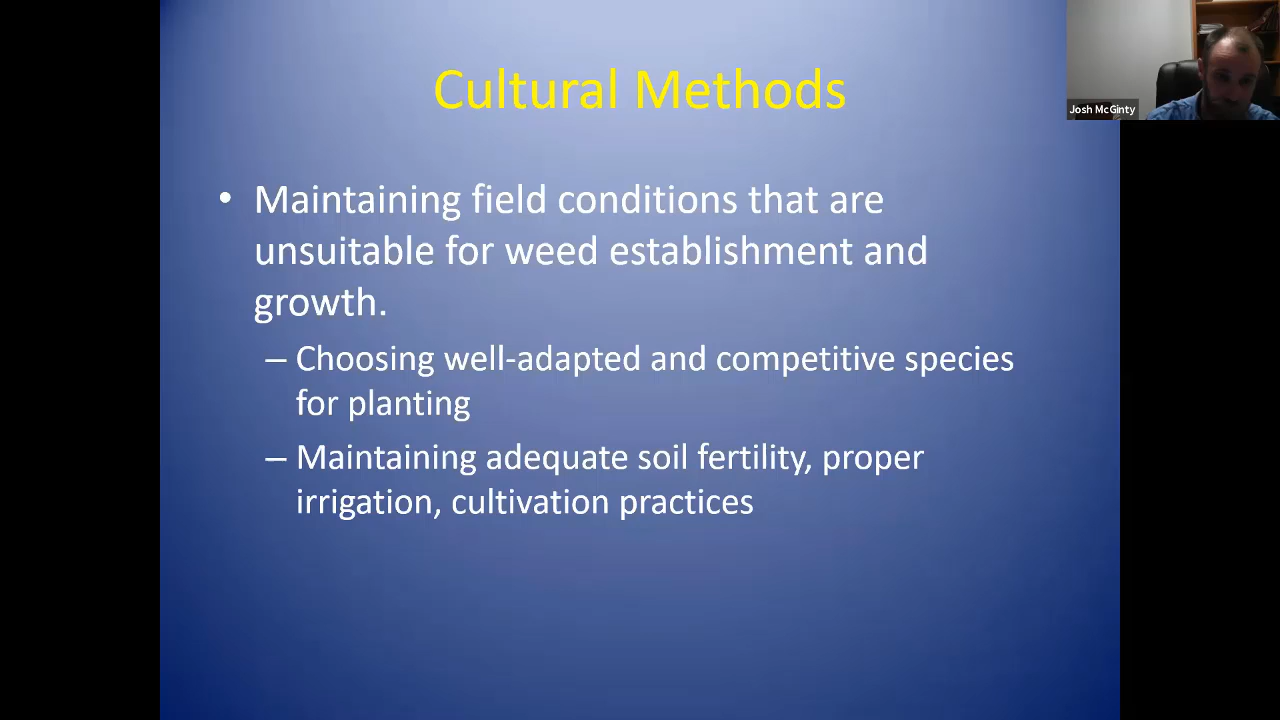 Cultural Methods
Josh McGinty
• Maintaining field conditions that are
unsuitable for weed establishment and
growth.
– Choosing well-adapted and competitive species
for planting
– Maintaining adequate soil fertility, proper
irrigation, cultivation practices